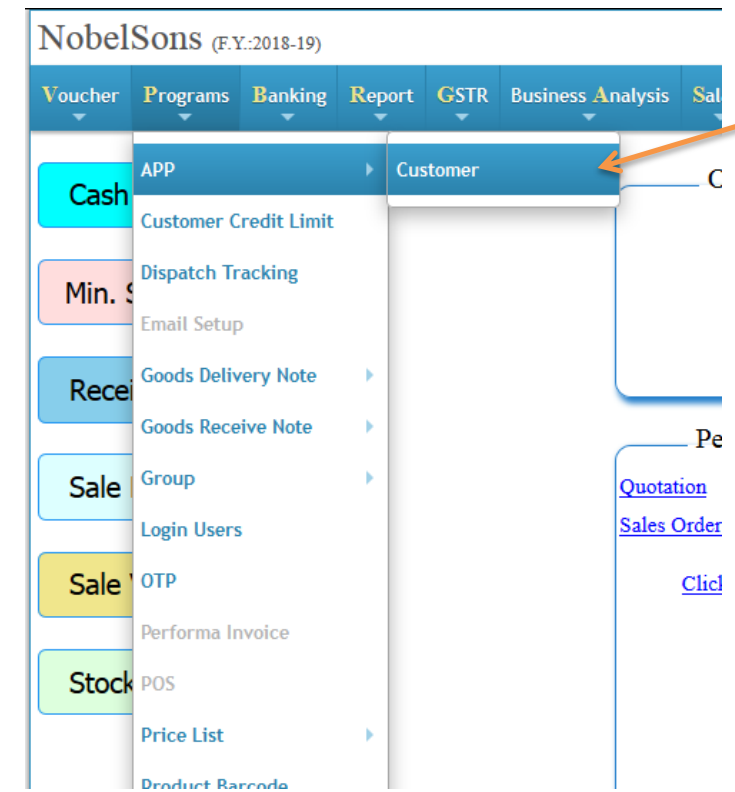 NobelSons (F.Y.:2018-19)
Voucher Programs Banking Report GSTR Business Analysis
APP
Customer
Cash
Customer Credit Limit
Dispatch Tracking
Min.
Email Setup
Goods Delivery Note
Goods Receive Note
Group
Sale
Quotation
Login Users
Sales Order
OTP
Sale
Performa Invoice
Stock
POS
Price List
Product Barcode